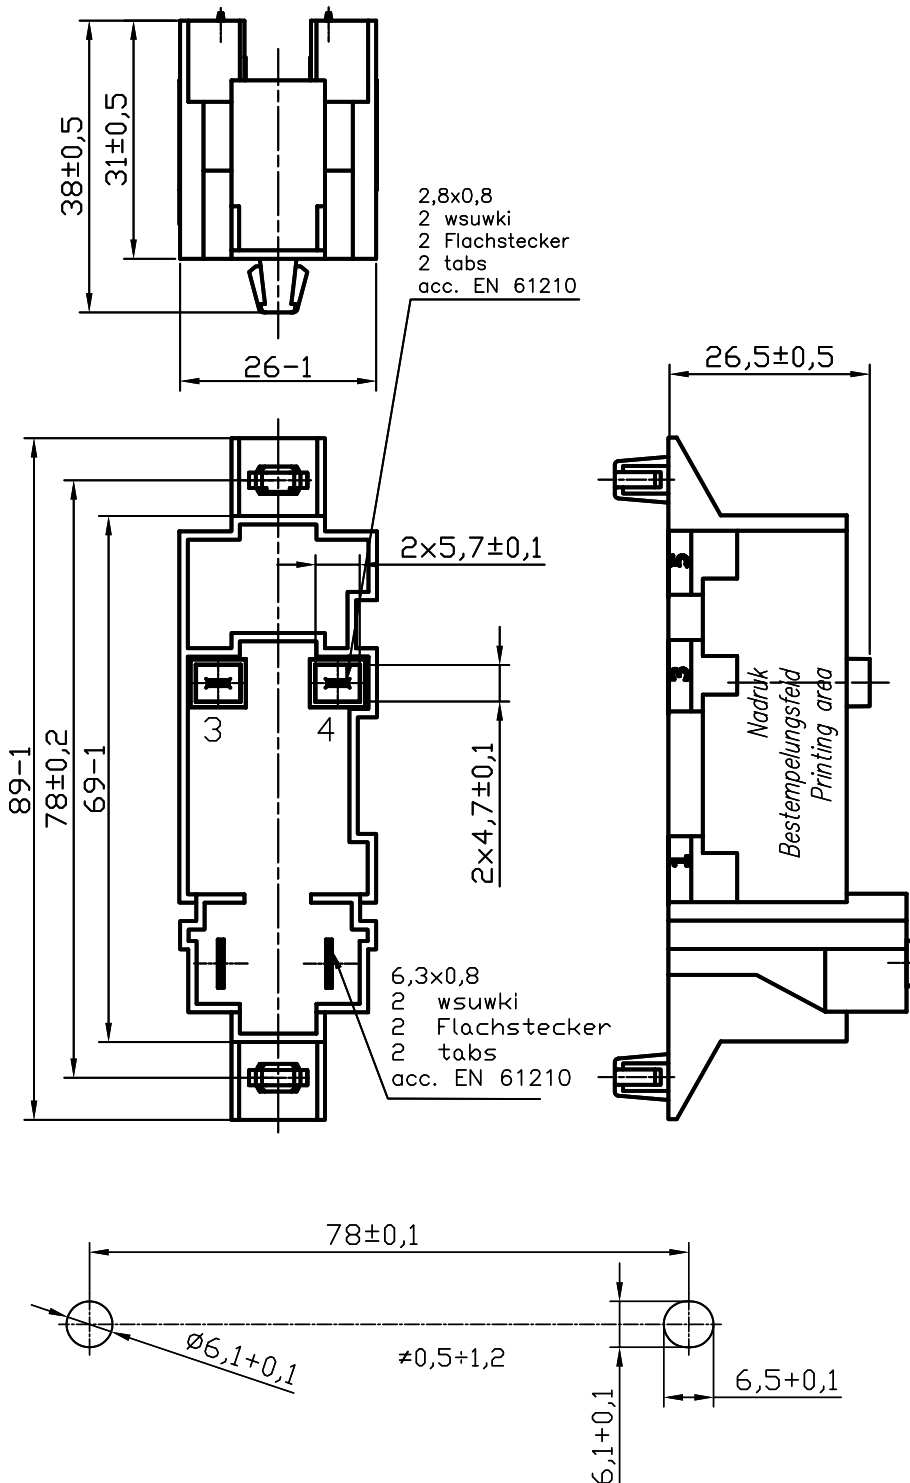 38±0,5
31±0,5
2,8x0,8
2 wsuwki
2 Flachstecker
2 tabs
acc. EN 61210
26-1
26,5±0,5
2x5,7±0,1
5
3
3
4
1
89-1
78±0,2
69-1
2x4,7±0,1
Nadruk
Bestempelungsfeld
Printing area
6,3x0,8
2 wsuwki
2 Flachstecker
2 tabs
acc. EN 61210
78±0,1
ø6,1+0,1
≠0,5÷1,2
6,1+0,1
6,5+0,1